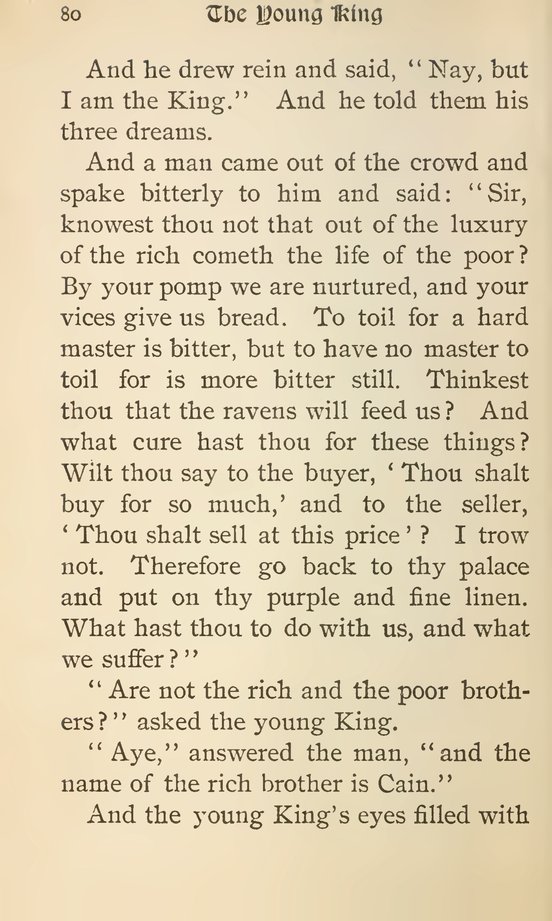 80 The Young King
And he drew rein and said, “Nay, but
I am the King.” And he told them his
three dreams.
And a man came out of the crowd and
spake bitterly to him and said: “Sir,
knowest thou not that out of the luxury
of the rich cometh the life of the poor?
By your pomp we are nurtured, and your
vices give us bread. To toil for a hard
master is bitter, but to have no master to
toil for is more bitter still. Thinkest
thou that the ravens will feed us? And
what cure hast thou for these things?
Wilt thou say to the buyer, ‘Thou shalt
buy for so much,’ and to the seller,
‘Thou shalt sell at this price’? I trow
not. Therefore go back to thy palace
and put on thy purple and fine linen.
What hast thou to do with us, and what
we suffer?”
“Are not the rich and the poor broth-
ers?” asked the young King.
“Aye,” answered the man, “and the
name of the rich brother is Cain.”
And the young King’s eyes filled with